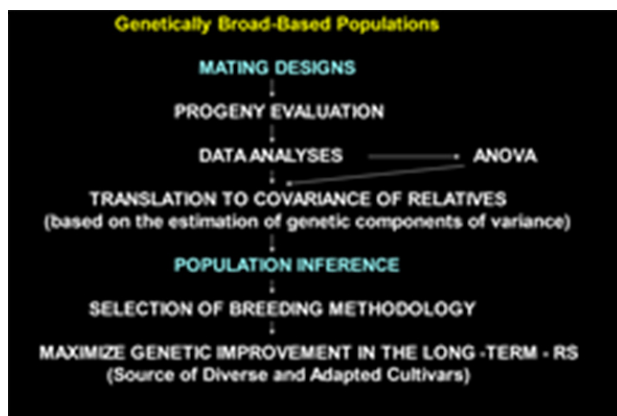 Genetically Broad-Based Populations
MATING DESIGNS
PROGENY EVALUATION
DATA ANALYSES ANOVA
TRANSLATION TO COVARIANCE OF RELATIVES
(based on the estimation of genetic components of variance)
POPULATION INFERENCE
SELECTION OF BREEDING METHODOLOGY
MAXIMIZE GENETIC IMPROVEMENT IN THE LONG -TERM - RS
(Source of Diverse and Adapted Cultivars)